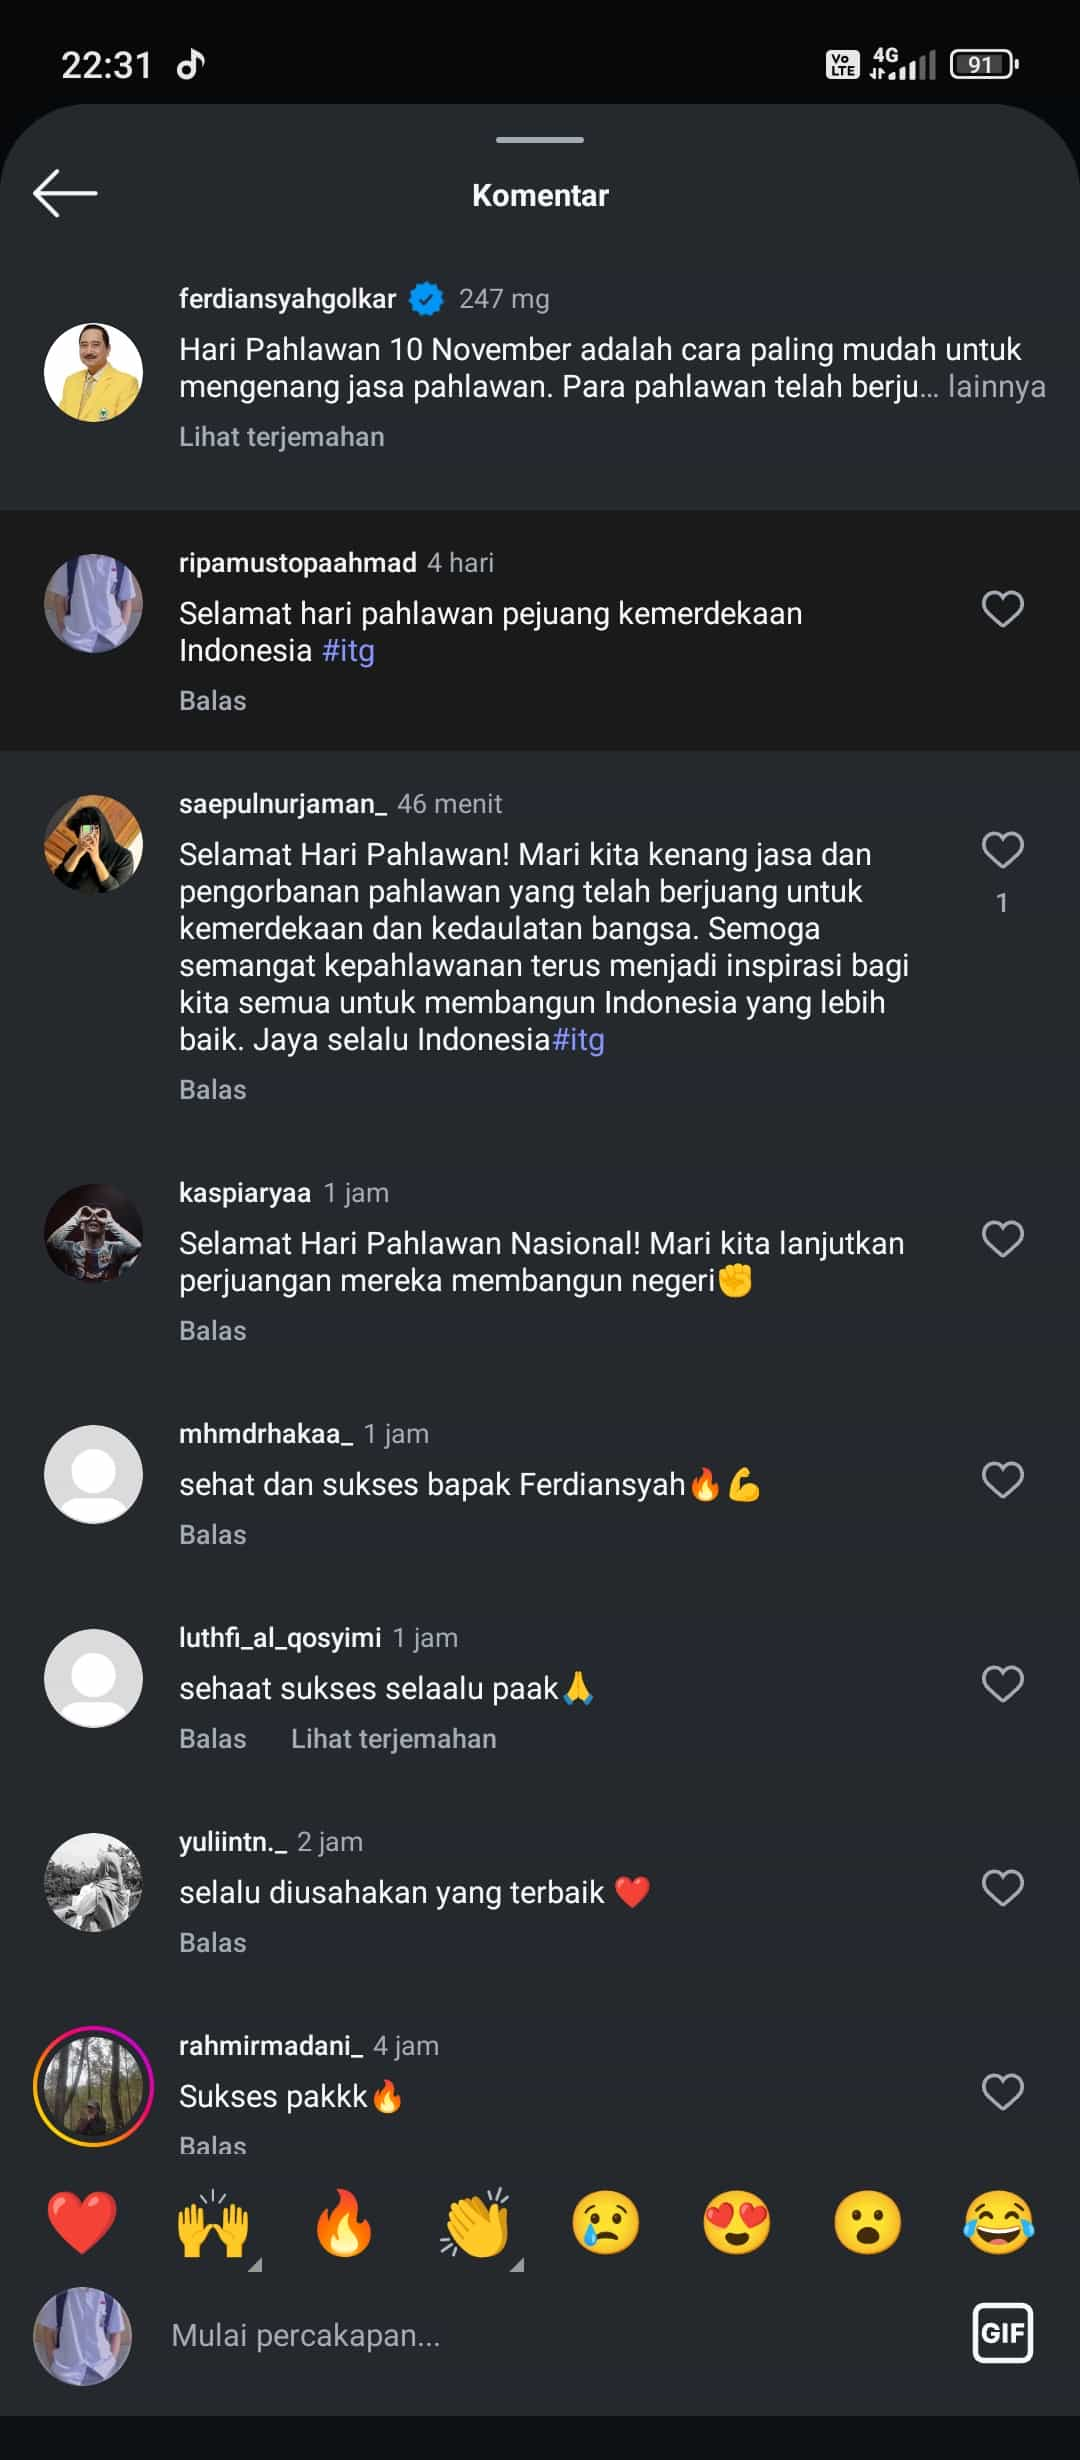 22:31
Vo LTE 4G 91
Komentar
ferdiansyahgolkar 247 mg
Hari Pahlawan 10 November adalah cara paling mudah untuk
mengenang jasa pahlawan. Para pahlawan telah berju... lainnya
Lihat terjemahan
ripamustopaahmad 4 hari
Selamat hari pahlawan pejuang kemerdekaan
Indonesia #itg
Balas
saepulnurjaman_ 46 menit
Selamat Hari Pahlawan! Mari kita kenang jasa dan
pengorbanan pahlawan yang telah berjuang untuk
kemerdekaan dan kedaulatan bangsa. Semoga
semangat kepahlawanan terus menjadi inspirasi bagi
kita semua untuk membangun Indonesia yang lebih
baik. Jaya selalu Indonesia#itg
1
Balas
kaspiaryaa 1 jam
Selamat Hari Pahlawan Nasional! Mari kita lanjutkan
perjuangan mereka membangun negeri✊
Balas
mhmdrhakaa_ 1 jam
sehat dan sukses bapak Ferdiansyah🔥💪
Balas
luthfi_al_qosyimi 1 jam
sehaat sukses selaalu paak🙏
Balas Lihat terjemahan
yuliintn._ 2 jam
selalu diusahakan yang terbaik ❤️
Balas
rahmirmadani_ 4 jam
Sukses pakkk🔥
Balas
❤️ 🙌 🔥 👏 😢 😍 😮 😂
Mulai percakapan...
GIF